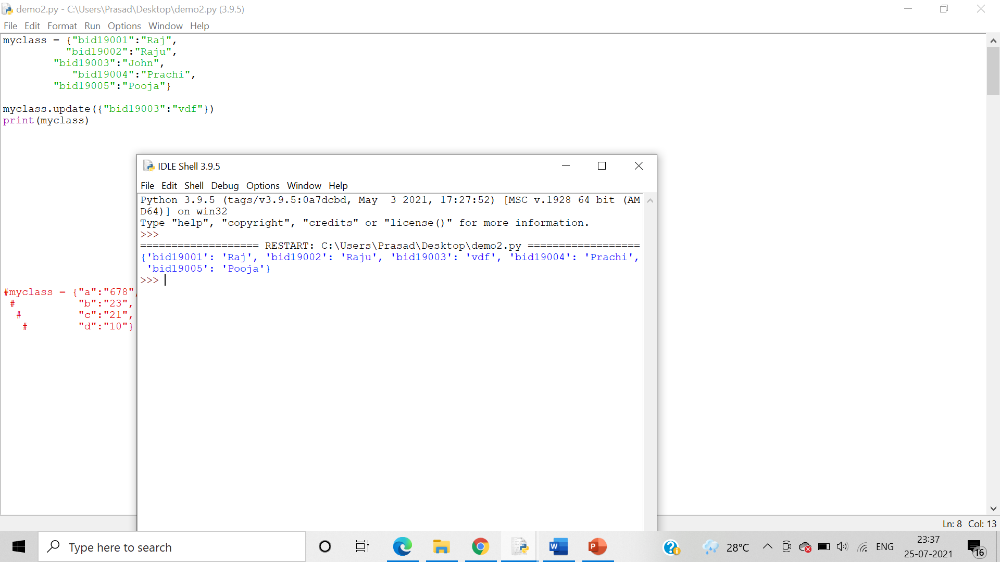 demo2.py - C:\Users\Prasad\Desktop\demo2.py (3.9.5)
File Edit Format Run Options Window Help
myclass = {"bid19001":"Raj",
"bid19002":"Raju",
"bid19003":"John",
"bid19004":"Prachi",
"bid19005":"Pooja"}
myclass.update({"bid19003":"vdf"})
print(myclass)
IDLE Shell 3.9.5
File Edit Shell Debug Options Window Help
Python 3.9.5 (tags/v3.9.5:0a7dcbd, May  3 2021, 17:27:52) [MSC v.1928 64 bit (AM
D64)] on win32
Type "help", "copyright", "credits" or "license()" for more information.
>>>
=================== RESTART: C:\Users\Prasad\Desktop\demo2.py ==================
{'bid19001': 'Raj', 'bid19002': 'Raju', 'bid19003': 'vdf', 'bid19004': 'Prachi',
'bid19005': 'Pooja'}
>>>
#myclass = {"a":"678",
#          "b":"23",
#         "c":"21",
#        "d":"10"}
Ln: 8 Col: 13
Type here to search
28°C
ENG
23:37
25-07-2021
16